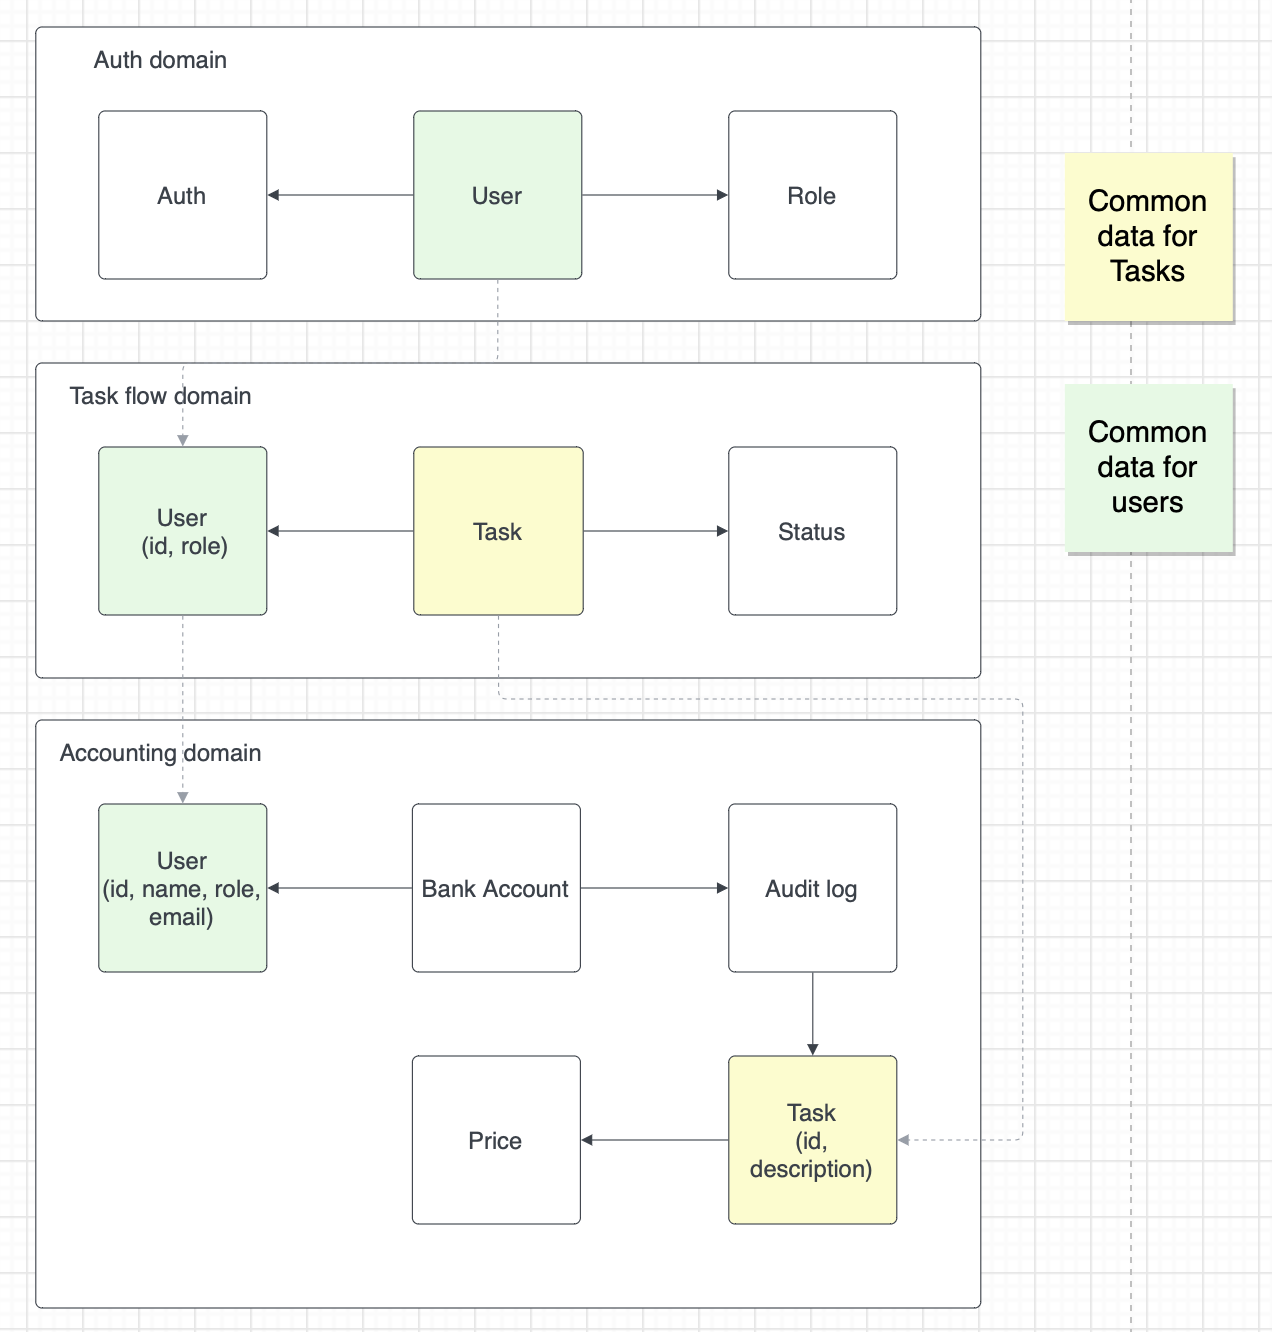 Auth domain
Auth
User
Role
Common
data for
Tasks
Task flow domain
User
(id, role)
Task
Status
Common
data for
users
Accounting domain
User
(id, name, role,
email)
Bank Account
Audit log
Price
Task
(id,
description)